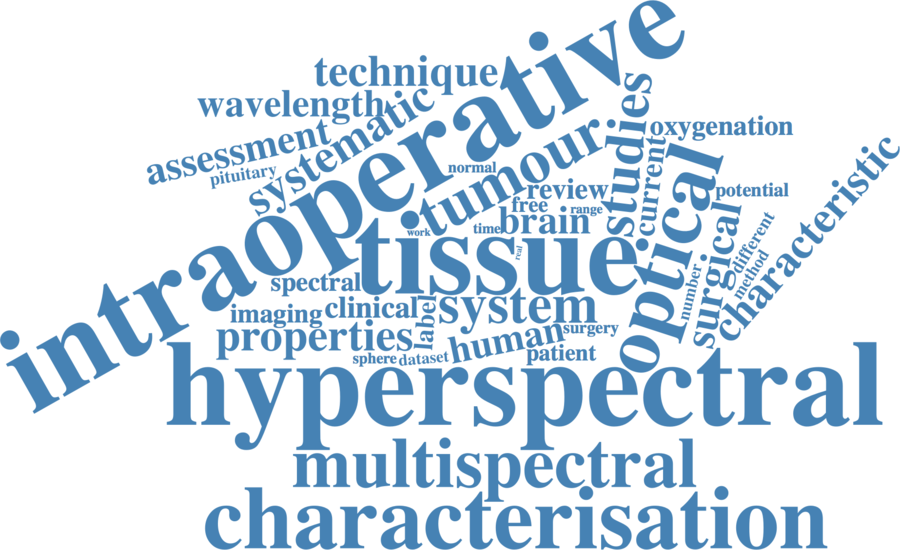 intraoperative
technique
wavelength
systematic
assessment
pituitary
normal
tumour
studies
oxygenation
current
review
free
range
brain
time
work
real
tissue
optical
potential
characteristic
surgical
different
method
number
spectral
imaging
clinical
label
system
properties
human
surgery
sphere
dataset
patient
hyperspectral
multispectral
characterisation